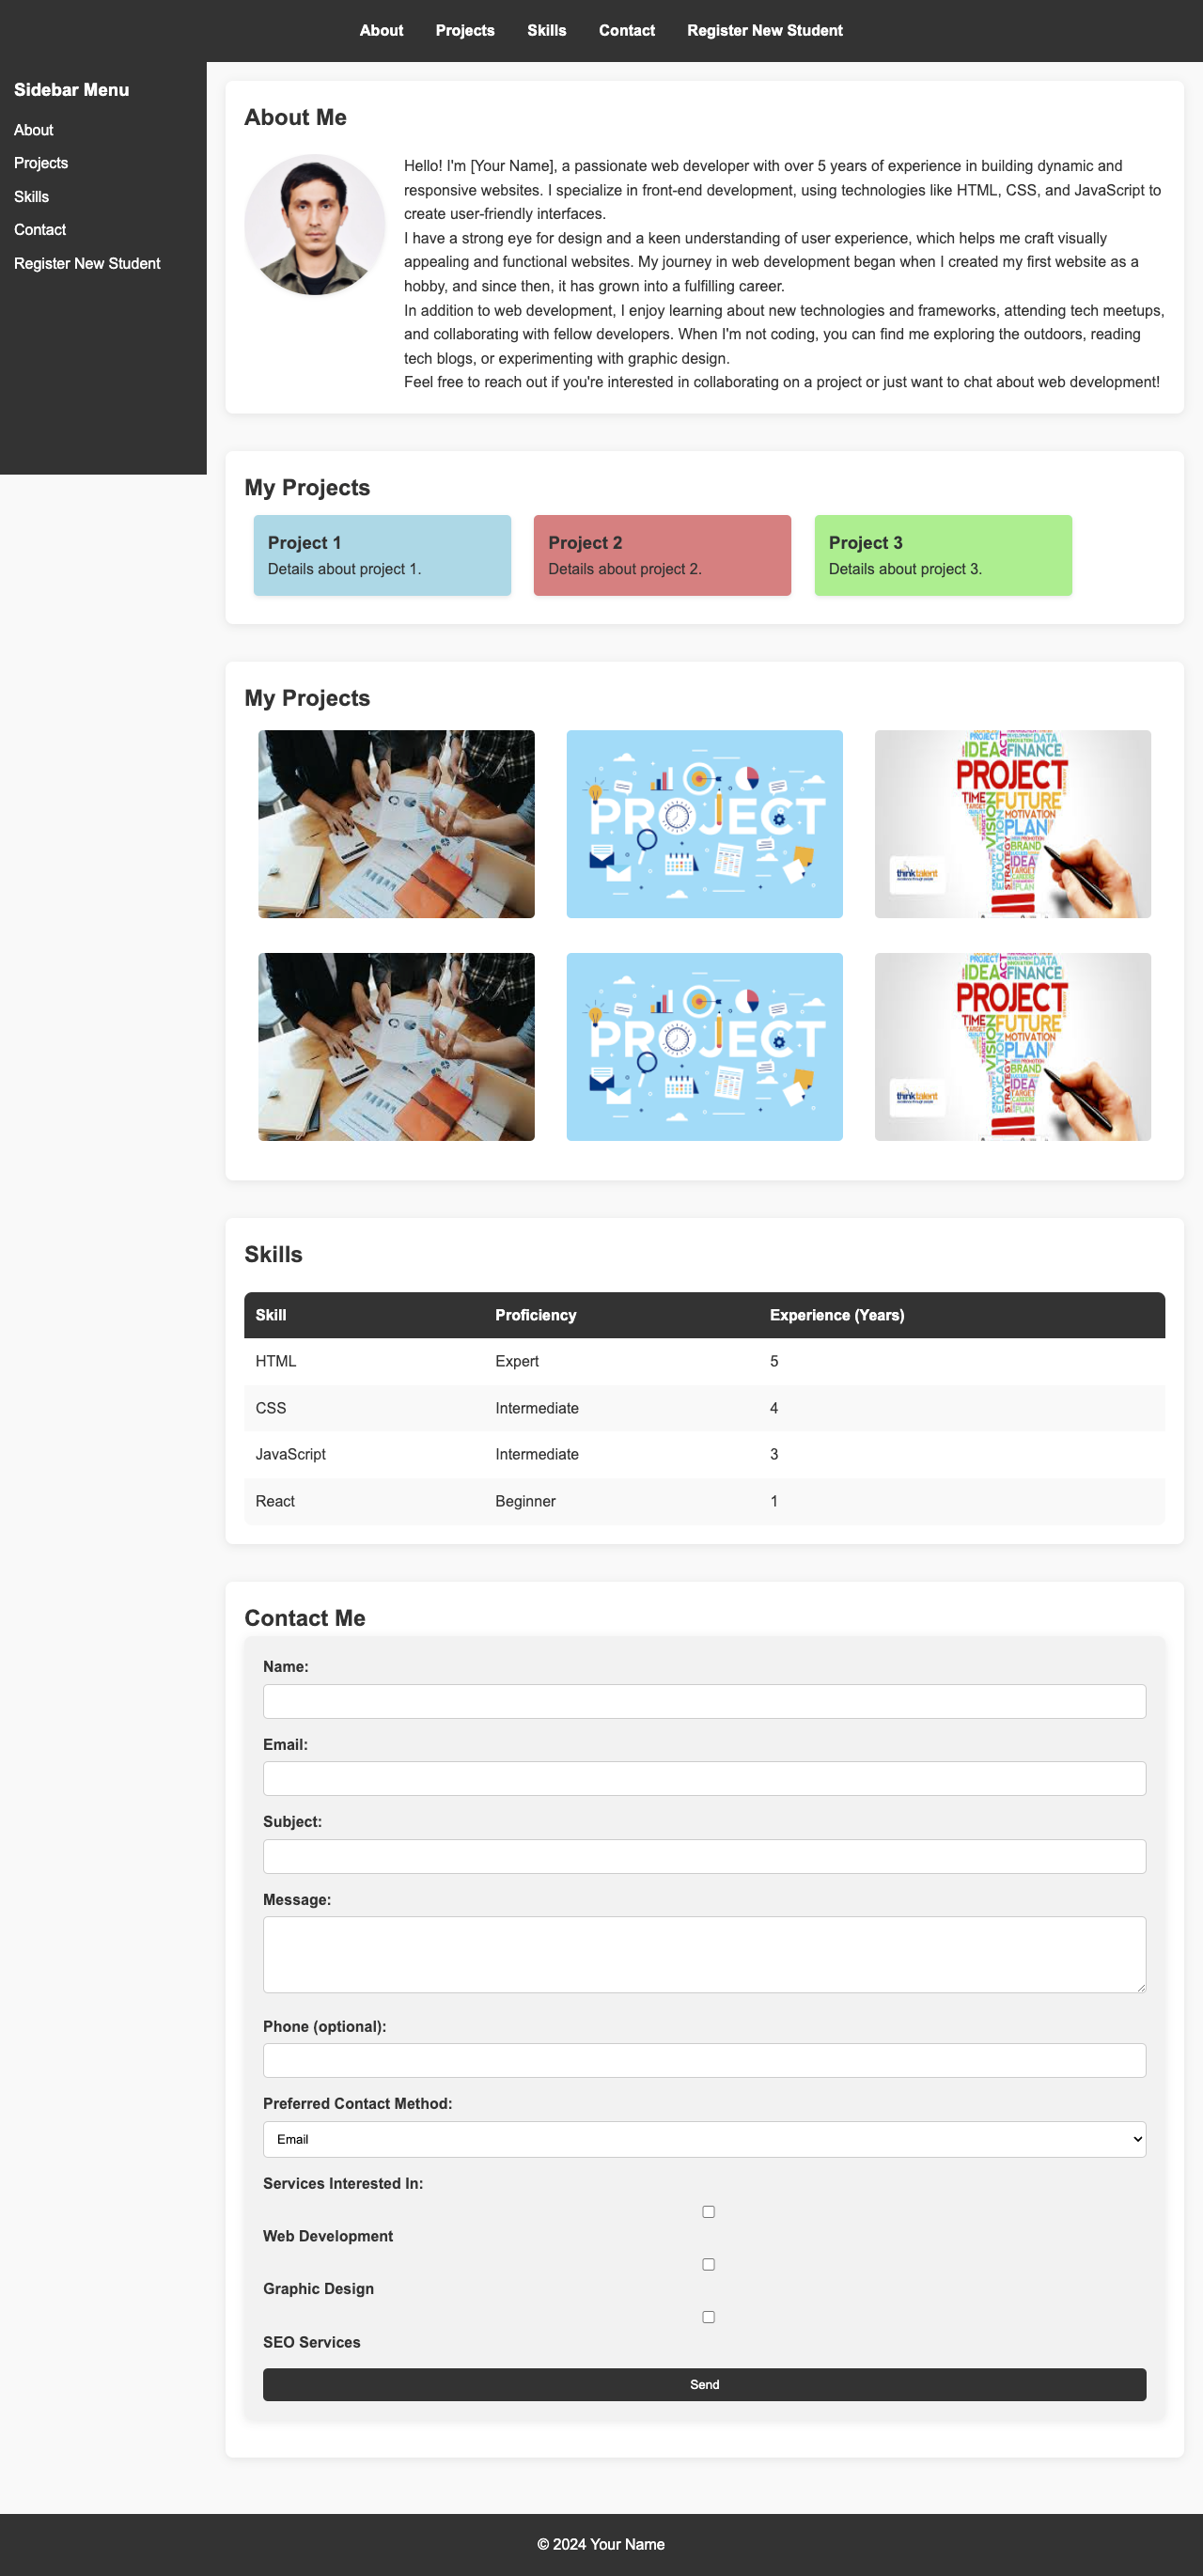 About Projects Skills Contact Register New Student
Sidebar Menu
About
Projects
Skills
Contact
Register New Student
About Me
Hello! I'm [Your Name], a passionate web developer with over 5 years of experience in building dynamic and
responsive websites. I specialize in front-end development, using technologies like HTML, CSS, and JavaScript to
create user-friendly interfaces.
I have a strong eye for design and a keen understanding of user experience, which helps me craft visually
appealing and functional websites. My journey in web development began when I created my first website as a
hobby, and since then, it has grown into a fulfilling career.
In addition to web development, I enjoy learning about new technologies and frameworks, attending tech meetups,
and collaborating with fellow developers. When I'm not coding, you can find me exploring the outdoors, reading
tech blogs, or experimenting with graphic design.
Feel free to reach out if you're interested in collaborating on a project or just want to chat about web development!
My Projects
Project 1
Details about project 1.
Project 2
Details about project 2.
Project 3
Details about project 3.
My Projects
PROJECT
PROJECT
IDEA ACT DATA
FINANCE
PROJECT
TIME FUTURE
TARGET MOTIVATION
VISION PLAN
EDUCATION
STRATEGY
BRAND
IDEA
TARGET
PLAN
thinktalent
PROJECT
PROJECT
IDEA ACT DATA
FINANCE
PROJECT
TIME FUTURE
TARGET MOTIVATION
VISION PLAN
EDUCATION
STRATEGY
BRAND
IDEA
TARGET
PLAN
thinktalent
Skills
Skill Proficiency Experience (Years)
HTML Expert 5
CSS Intermediate 4
JavaScript Intermediate 3
React Beginner 1
Contact Me
Name:
Email:
Subject:
Message:
Phone (optional):
Preferred Contact Method:
Email
Services Interested In:
Web Development
Graphic Design
SEO Services
Send
© 2024 Your Name